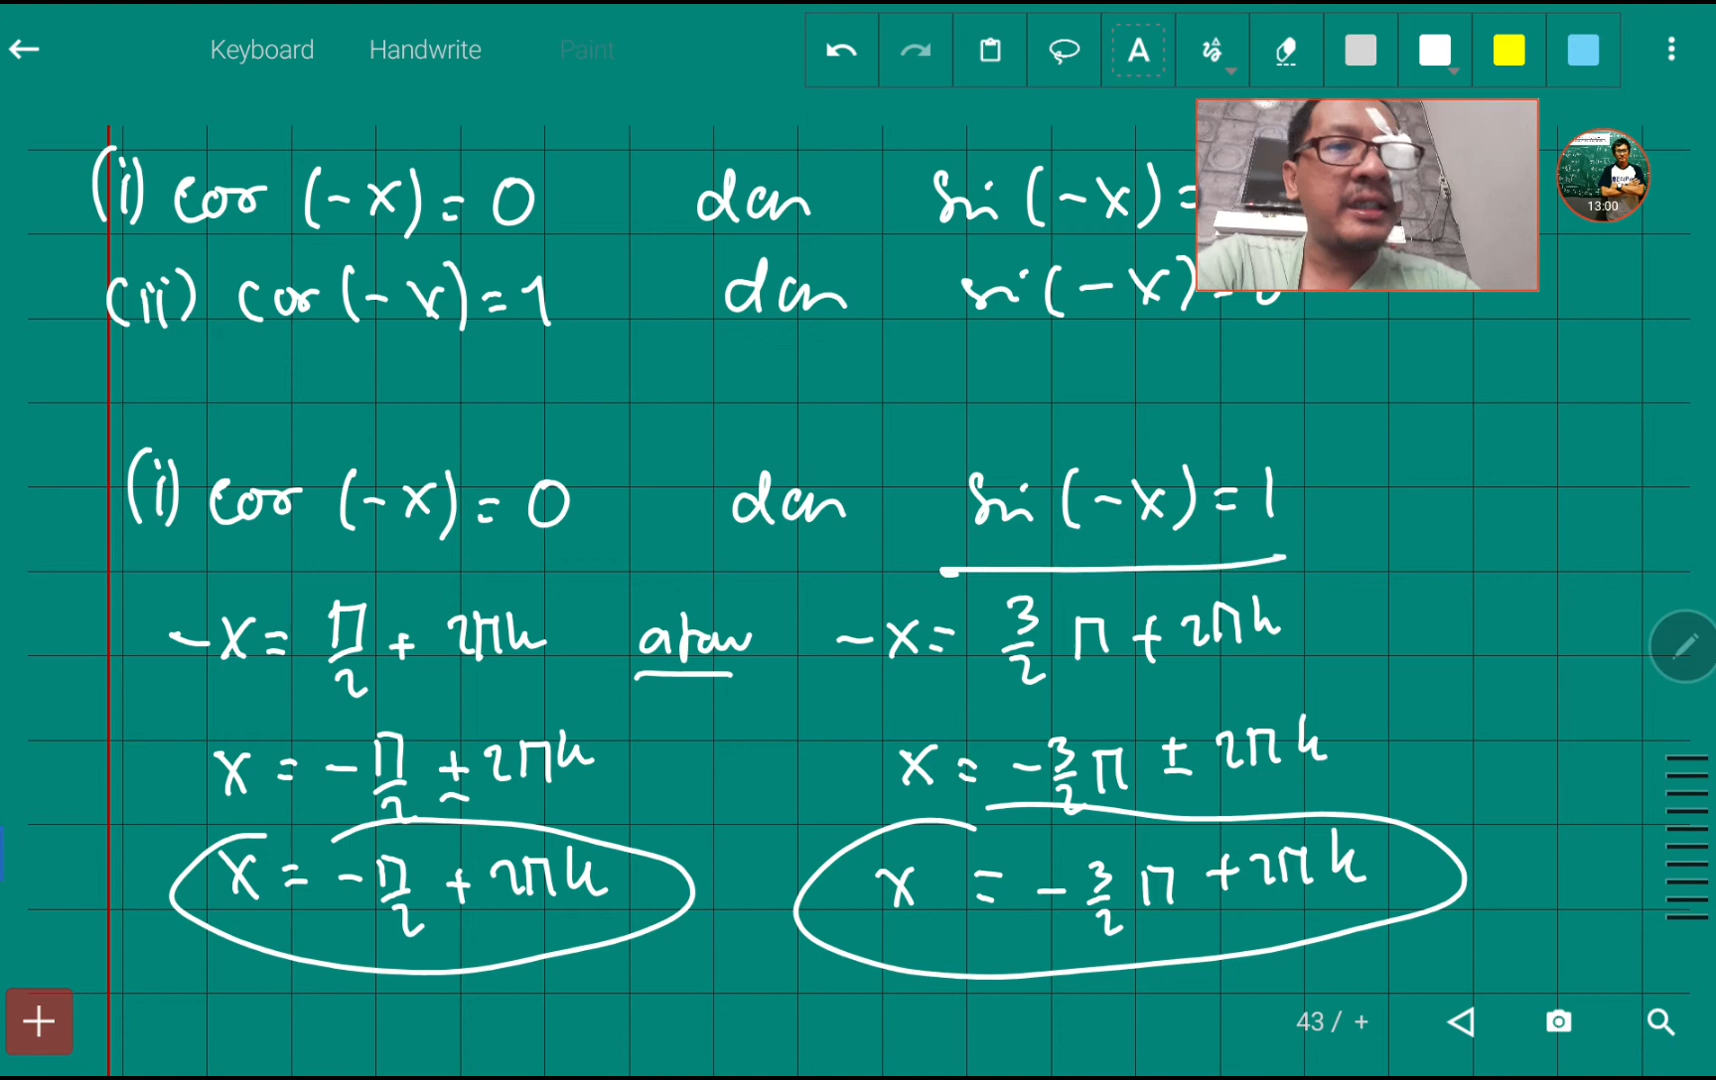 Keyboard Handwrite Paint A
13:00
(i) cos (-x) = 0 dan sin (-x) =
(ii) cos (-x) = 1 dan sin (-x) = 0
(i) cos (-x) = 0 dan sin (-x) = 1
-x = π/2 + 2πk atau -x = 3/2 π + 2πk
x = -π/2 ± 2πk x = -3/2 π ± 2πk
x = -π/2 + 2πk x = -3/2 π + 2πk
43 / +